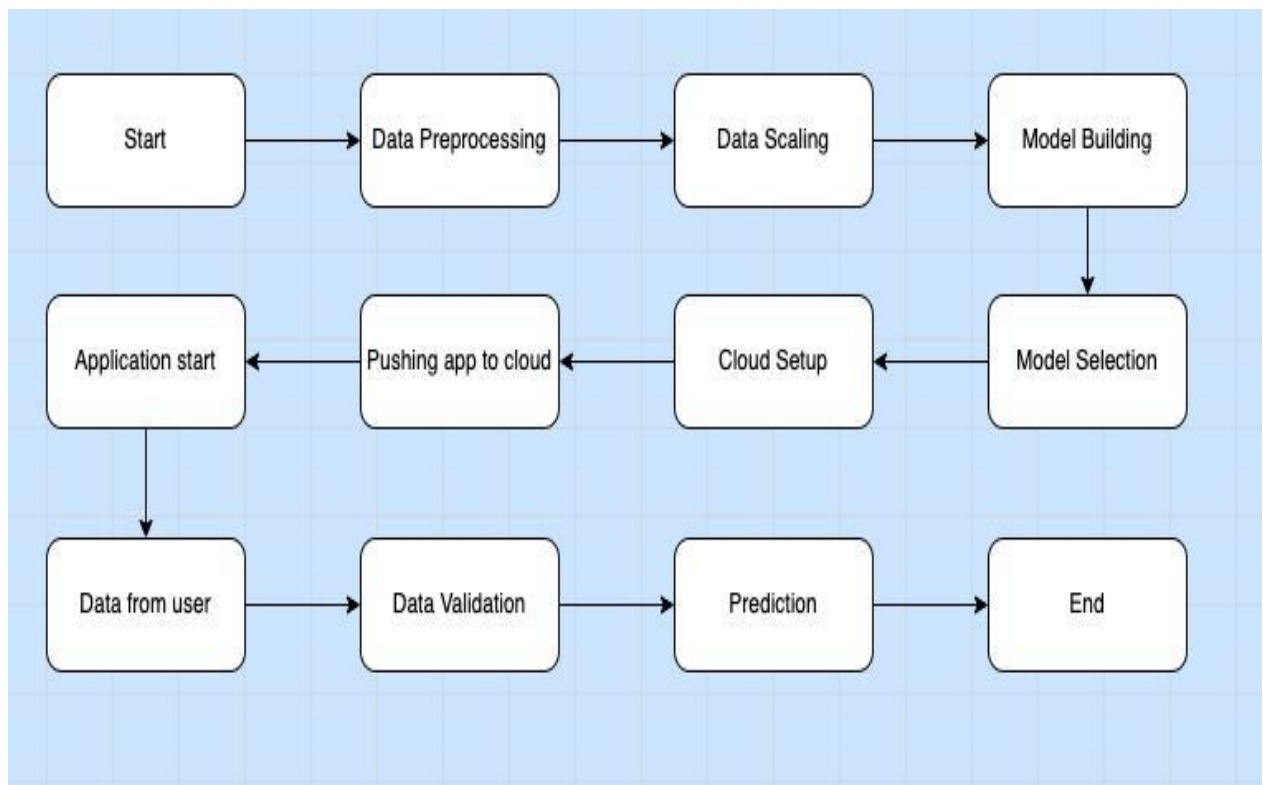 Start
Data Preprocessing
Data Scaling
Model Building
Model Selection
Cloud Setup
Pushing app to cloud
Application start
Data from user
Data Validation
Prediction
End